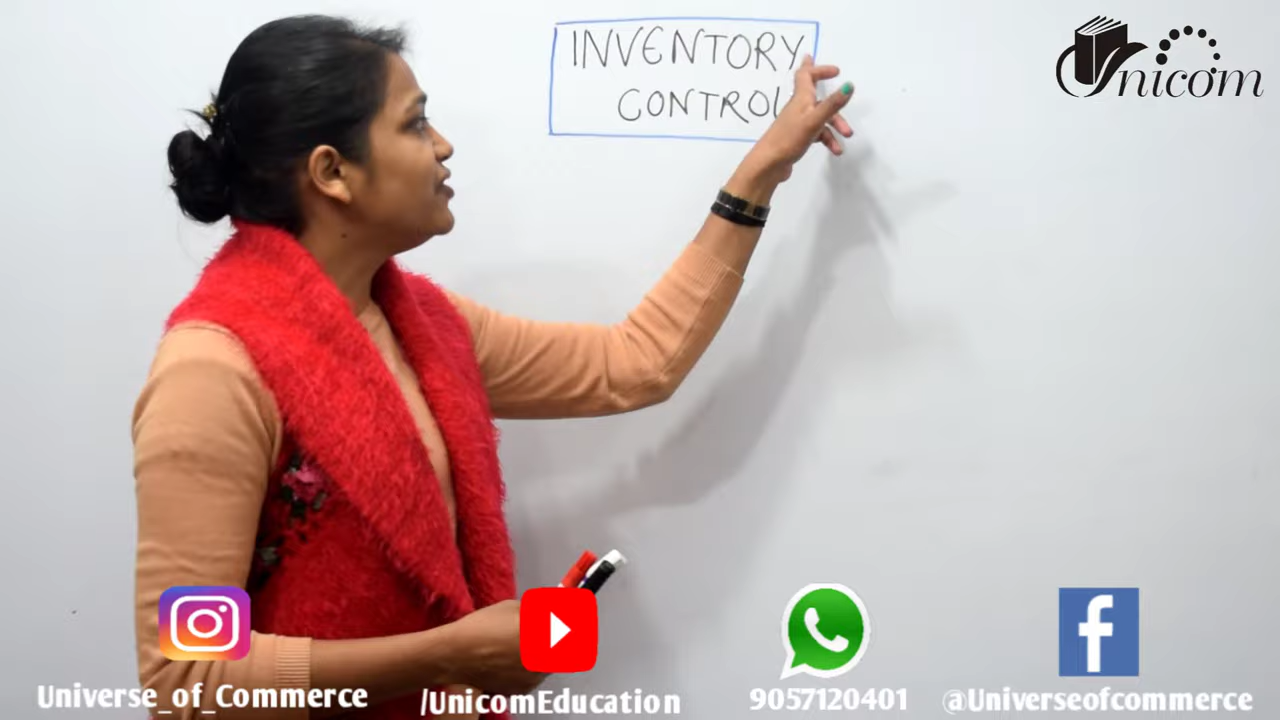 INVENTORY
CONTROL
Unicom
Universe_of_Commerce
/UnicomEducation
9057120401
@Universeofcommerce